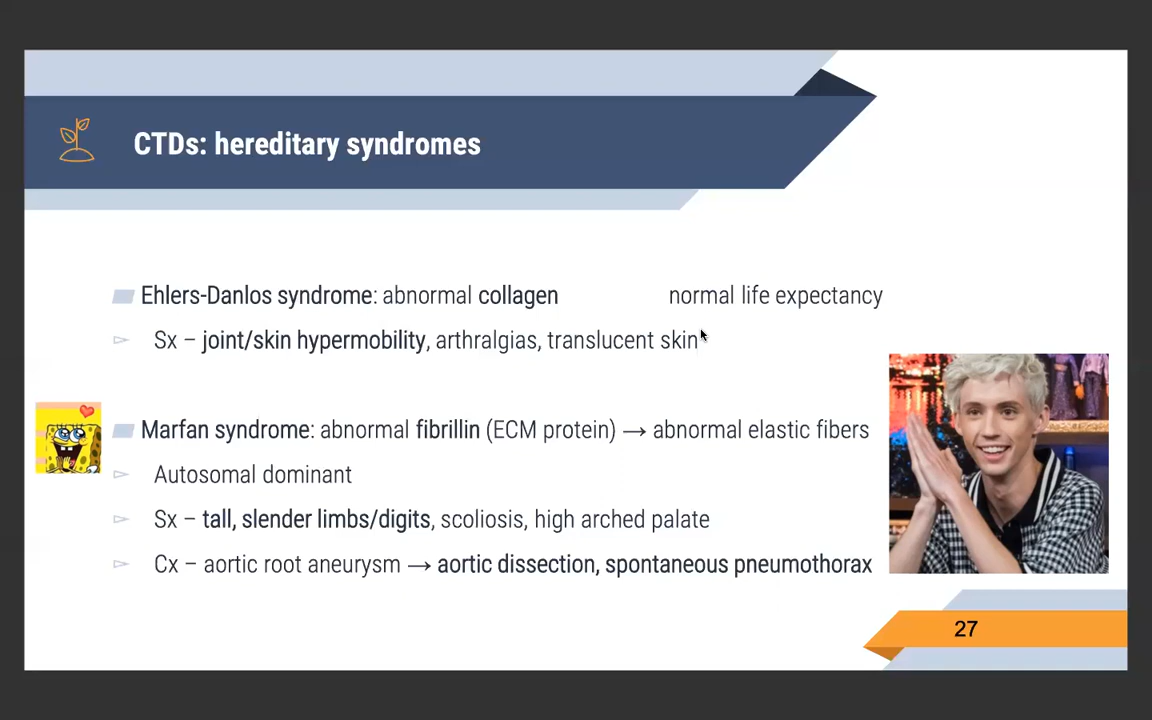 CTDs: hereditary syndromes
Ehlers-Danlos syndrome: abnormal collagen normal life expectancy
Sx – joint/skin hypermobility, arthralgias, translucent skin
Marfan syndrome: abnormal fibrillin (ECM protein) → abnormal elastic fibers
Autosomal dominant
Sx – tall, slender limbs/digits, scoliosis, high arched palate
Cx – aortic root aneurysm → aortic dissection, spontaneous pneumothorax
27